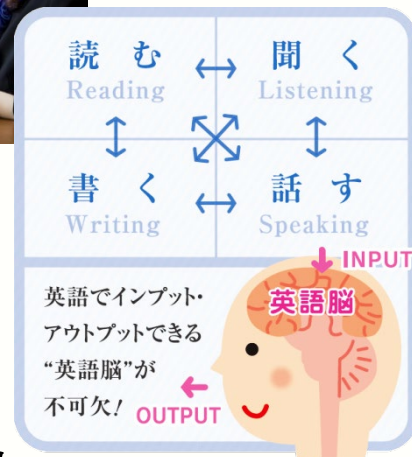 読む
Reading
聞く
Listening
書く
Writing
話す
Speaking
INPUT
英語脳
英語でインプット・
アウトプットできる
“英語脳”が
不可欠!
OUTPUT